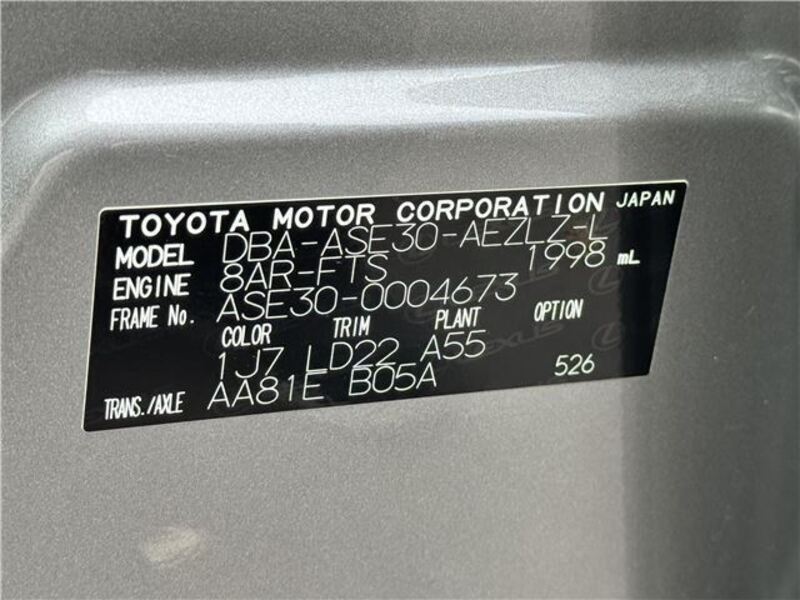 TOYOTA MOTOR CORPORATION JAPAN
MODEL DBA-ASE30-AEZLZ-L
ENGINE 8AR-FTS 1998 mL
FRAME No. ASE30-0004673
COLOR TRIM PLANT OPTION
1J7 LD22 A55
TRANS./AXLE AA81E B05A 526